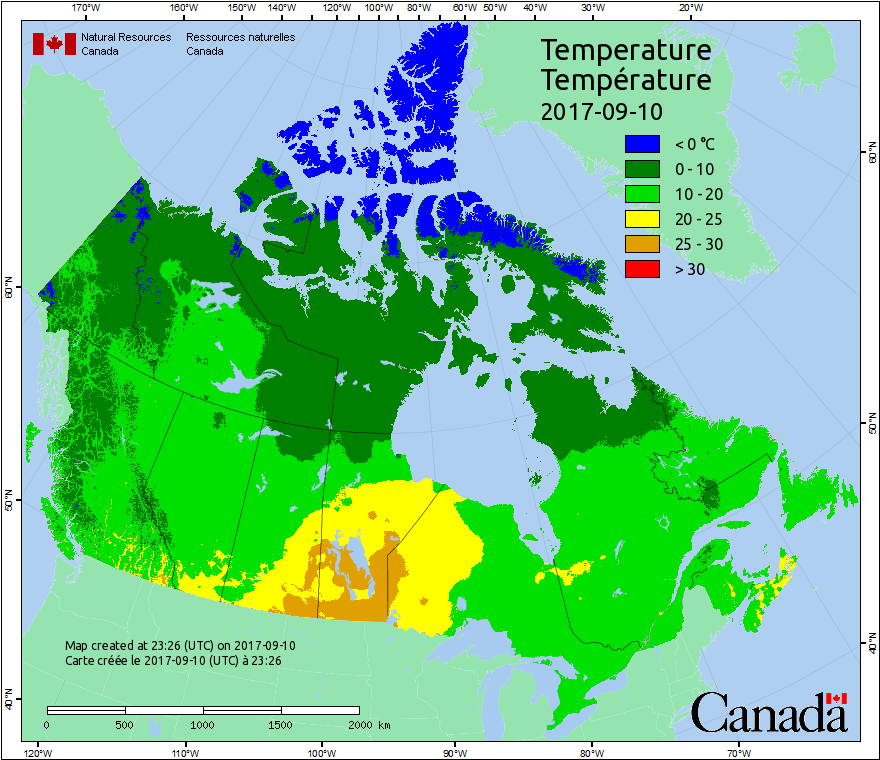 170°W 160°W 150°W 140°W 120°W 100°W 80°W 60°W 50°W 40°W 30°W 20°W
Natural Resources Ressources naturelles
Canada Canada
Temperature
Température
2017-09-10
< 0 °C
0 - 10
10 - 20
20 - 25
25 - 30
> 30
60°N
60°N
50°N
50°N
40°N
40°N
Map created at 23:26 (UTC) on 2017-09-10
Carte créée le 2017-09-10 (UTC) à 23:26
0 500 1000 1500 2000 km
Canada
120°W 110°W 100°W 90°W 80°W 70°W